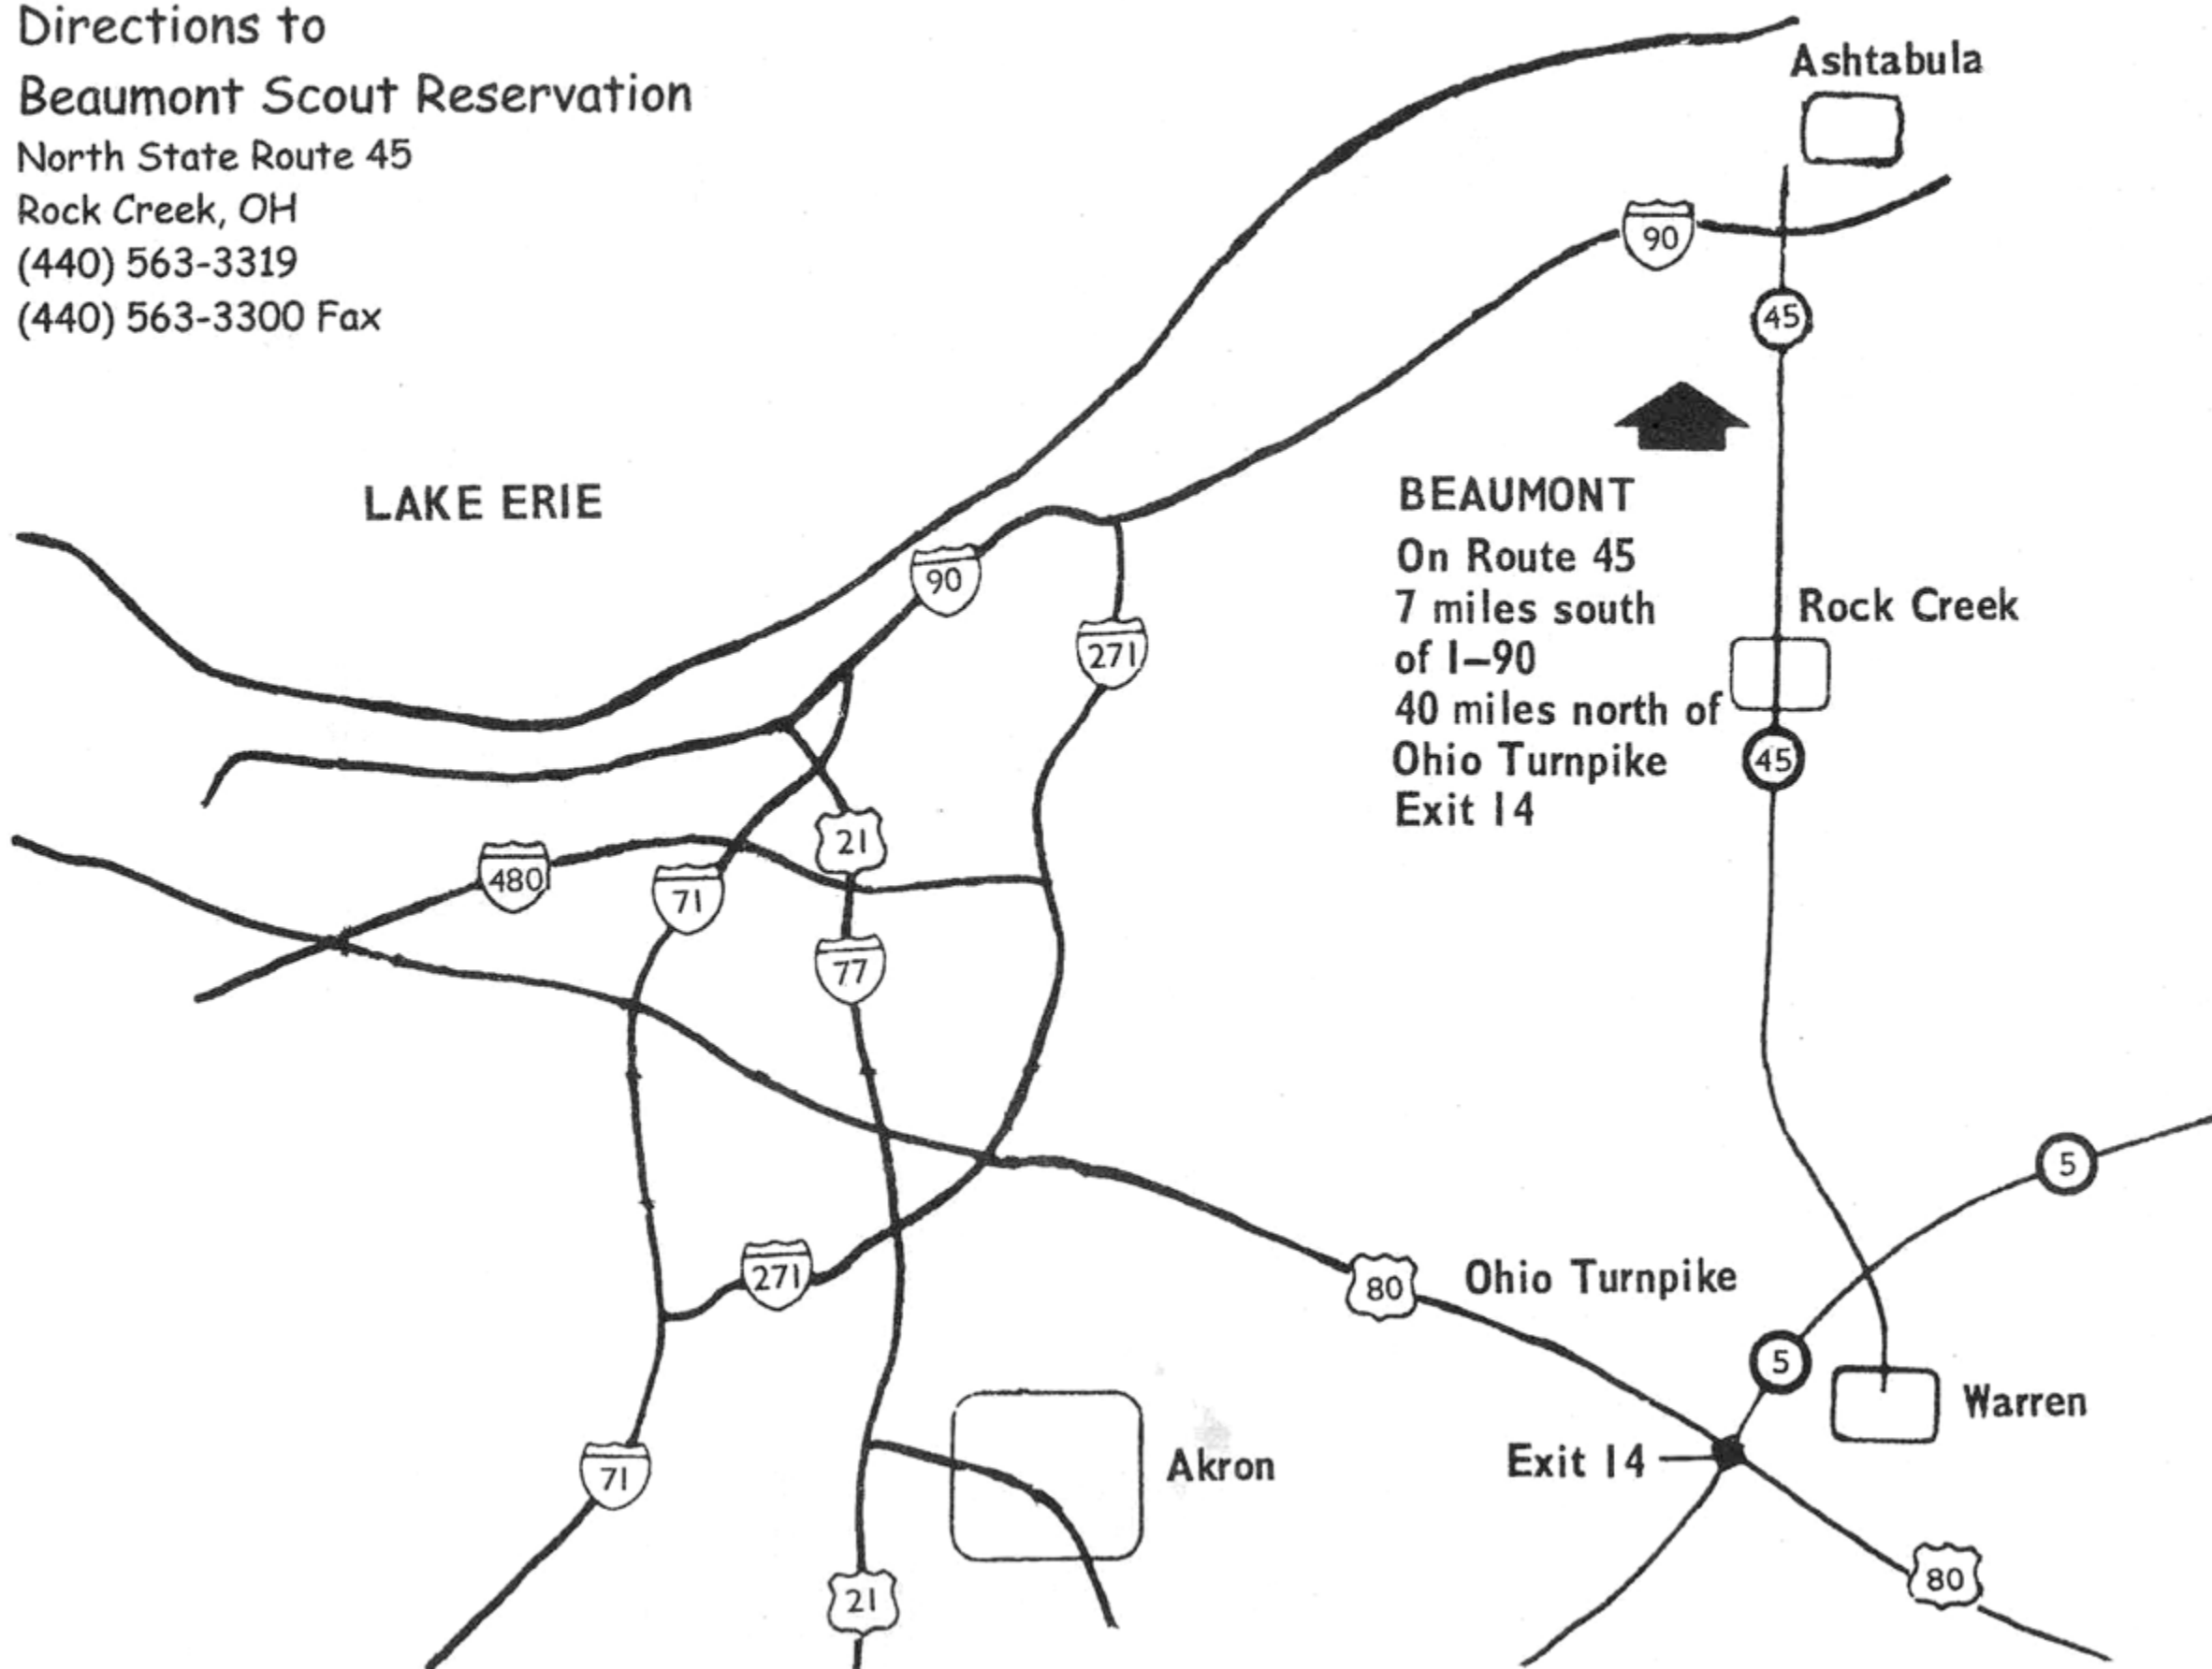 Directions to
Beaumont Scout Reservation
North State Route 45
Rock Creek, OH
(440) 563-3319
(440) 563-3300 Fax
Ashtabula
90
45
LAKE ERIE
BEAUMONT
On Route 45
7 miles south
of I-90
40 miles north of
Ohio Turnpike
Exit 14
90
271
Rock Creek
45
21
480
71
77
5
271
80
Ohio Turnpike
5
Warren
71
Akron
Exit 14
21
80